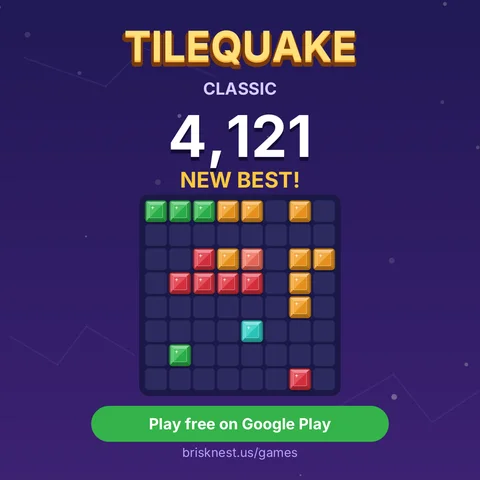 TILEQUAKE
CLASSIC
4,121
NEW BEST!
Play free on Google Play
brisknest.us/games